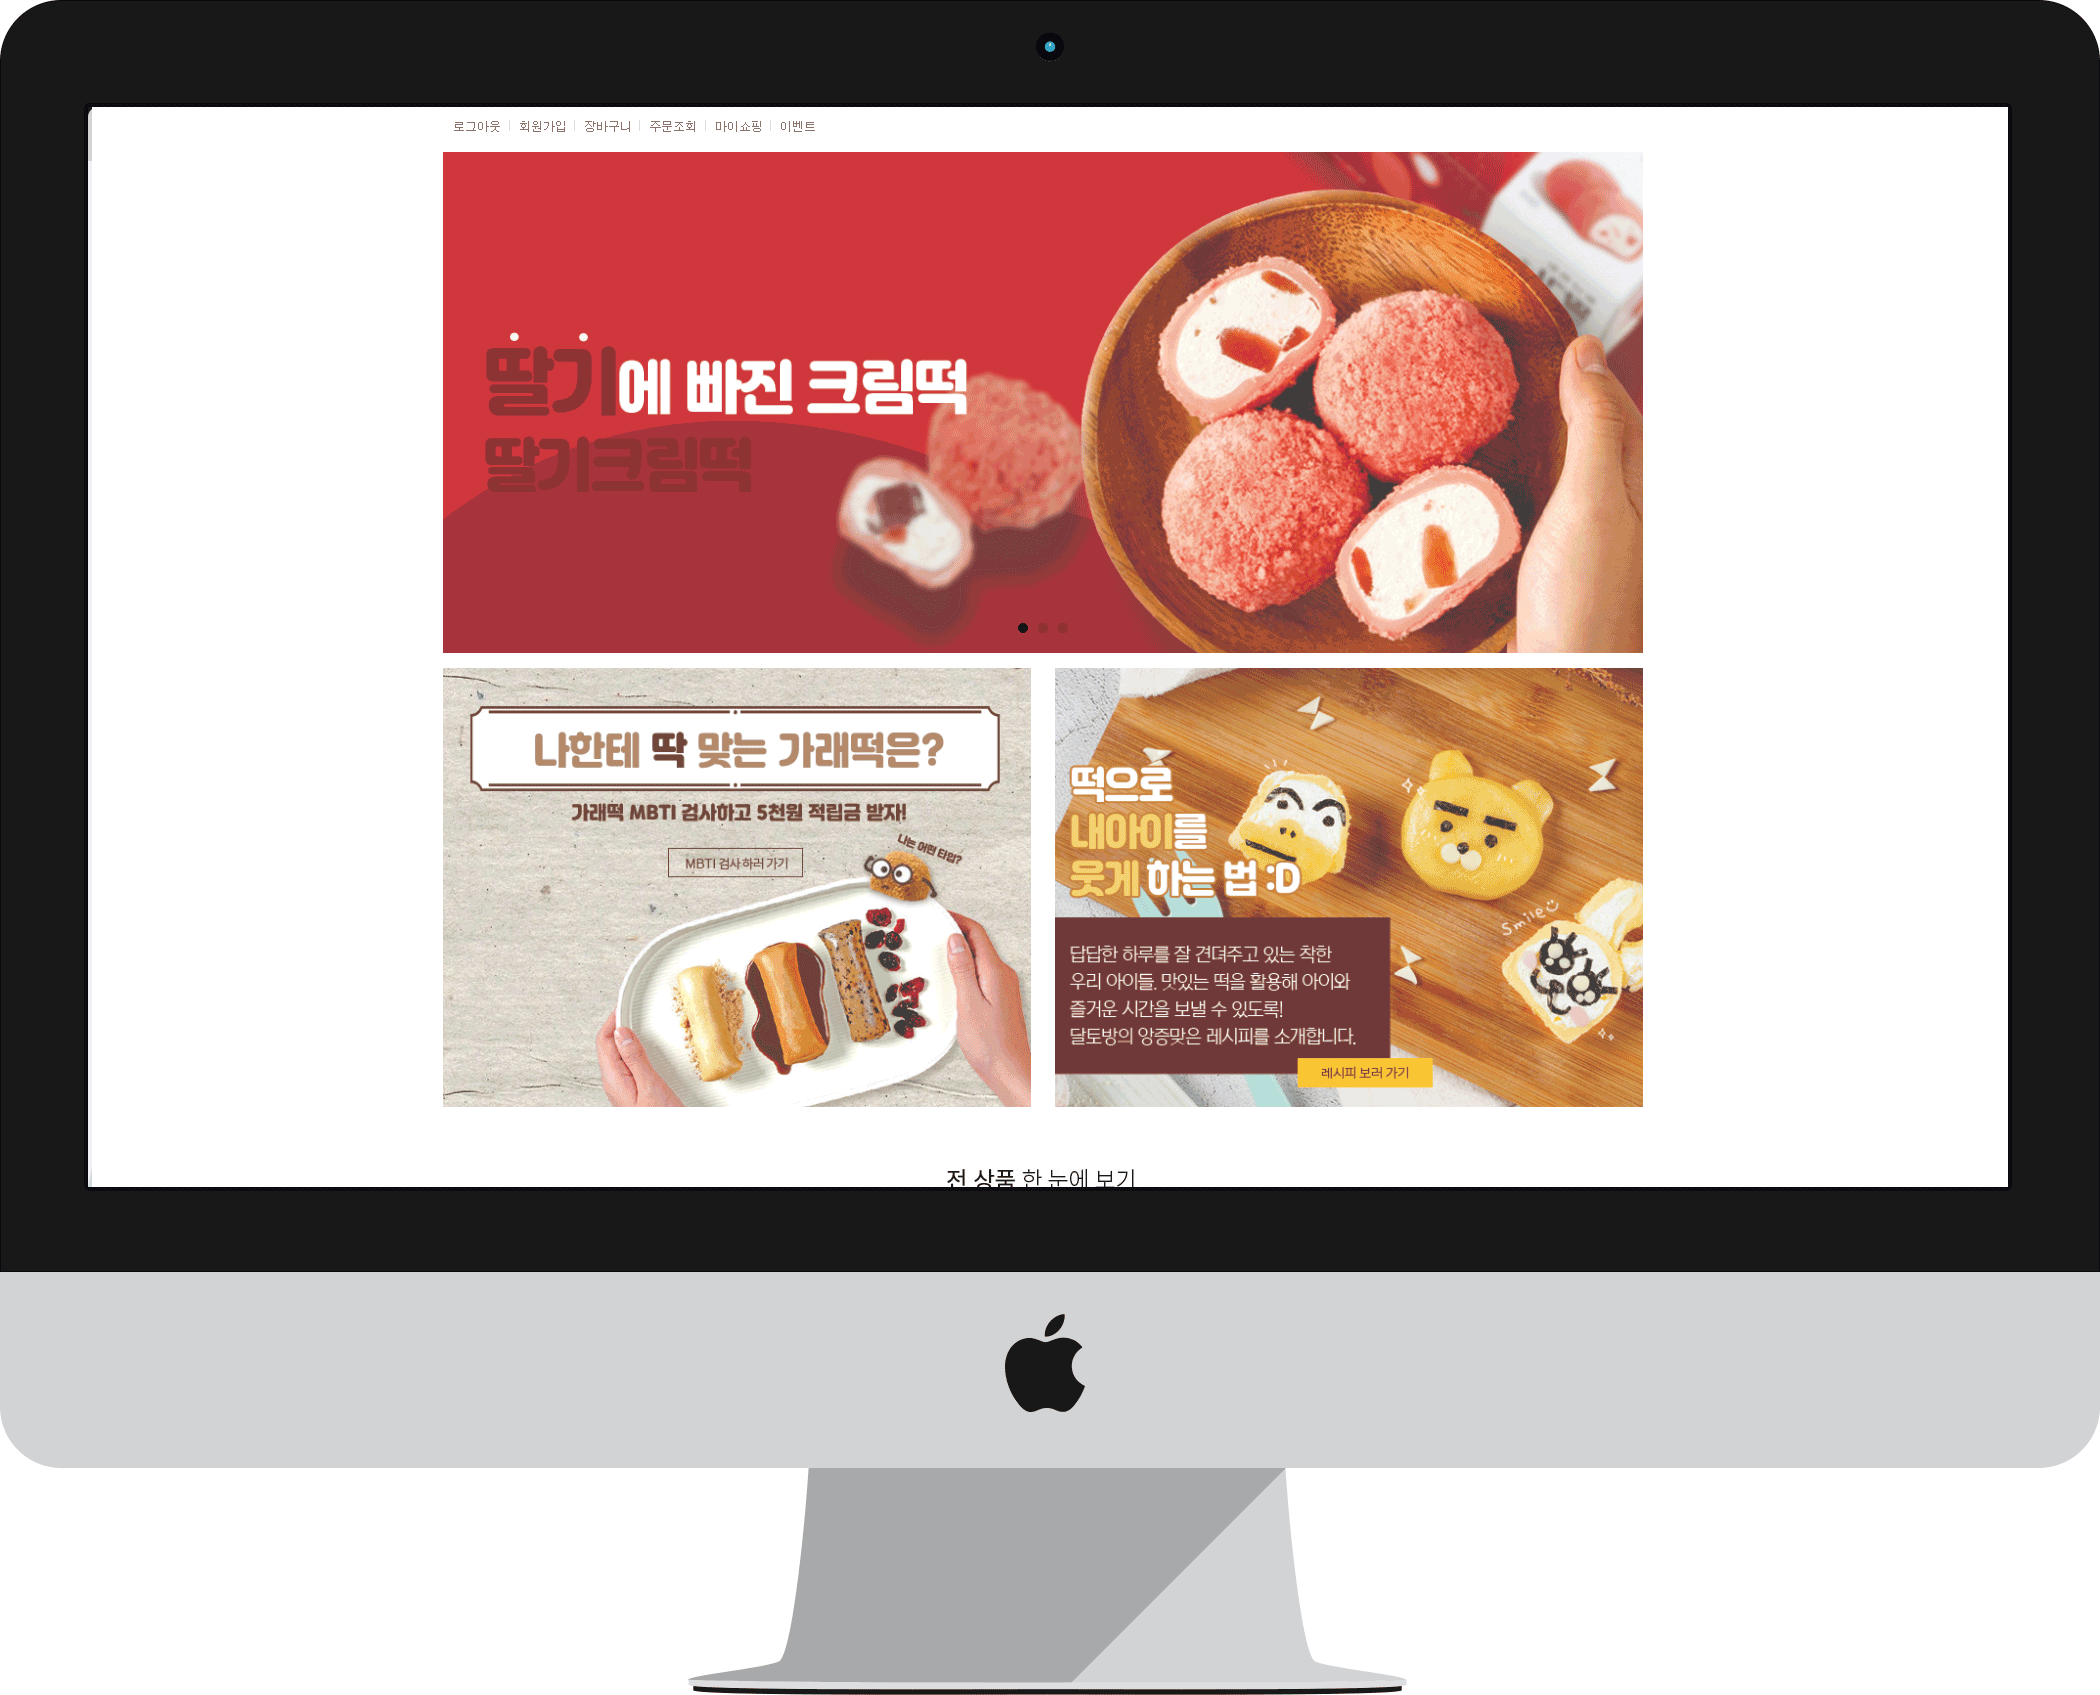 로그아웃 회원가입 장바구니 주문조회 마이쇼핑 이벤트
딸기에 빠진 크림떡
딸기크림떡
나한테 딱 맞는 가래떡은?
가래떡 MBTI 검사하고 5천원 적립금 받자!
나는 어떤 타입?
MBTI 검사 하러 가기
떡으로
내아이를
웃게 하는 법 :D
Smile
답답한 하루를 잘 견뎌주고 있는 착한
우리 아이들. 맛있는 떡을 활용해 아이와
즐거운 시간을 보낼 수 있도록!
달토방의 앙증맞은 레시피를 소개합니다.
레시피 보러 가기
전 상품 한 눈에 보기